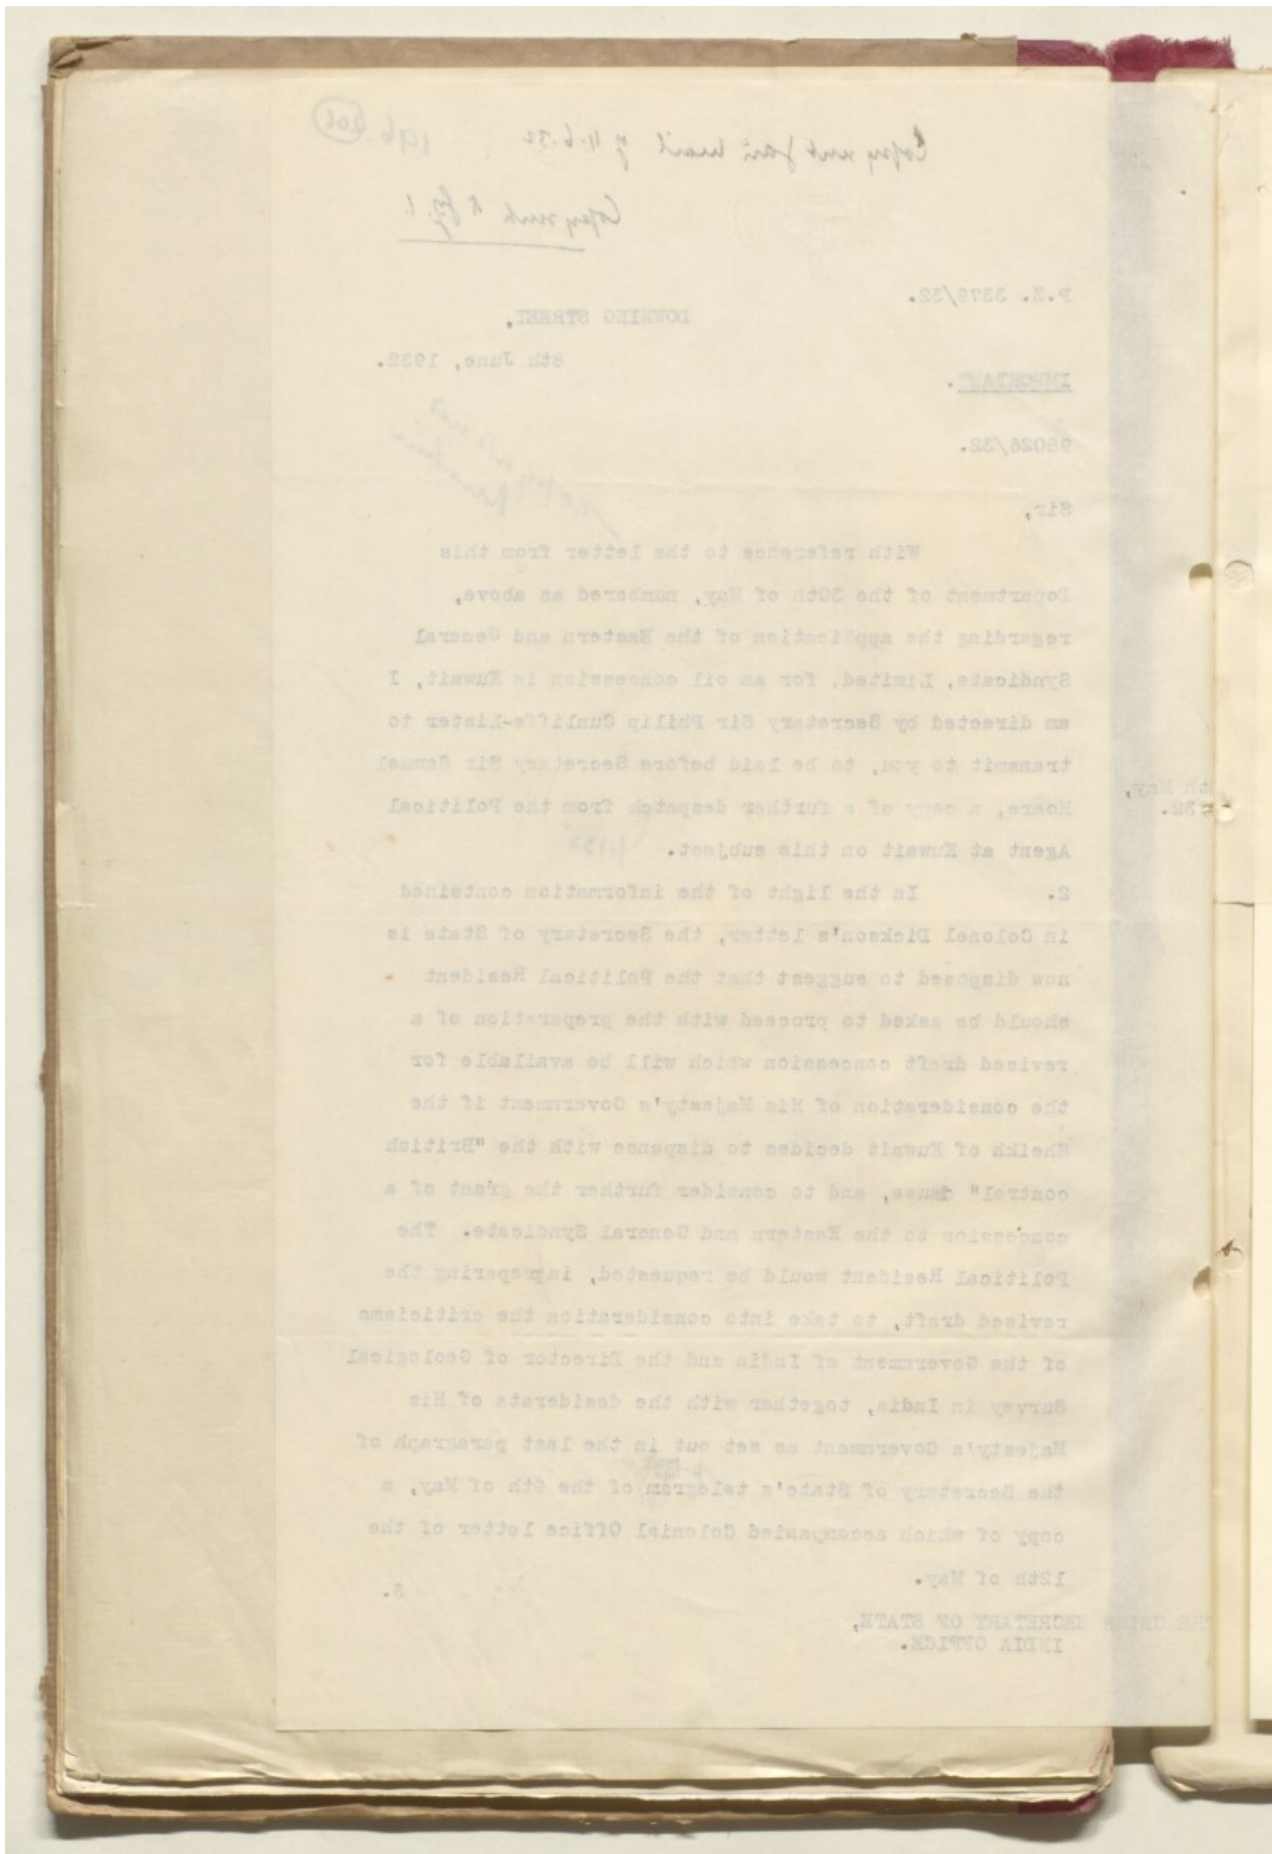 196
Copy sent
Copy sent
P.Z. 3379/32.
DOWNING STREET,
8th June, 1932.
IMPORTANT.
98026/32.
Sir,
With reference to the letter from this
Department of the 30th of May, numbered as above,
regarding the application of the Eastern and General
Syndicate, Limited, for an oil concession in Kuwait, I
am directed by Secretary Sir Philip Cunliffe-Lister to
transmit to you, to be laid before Secretary Sir Samuel
Hoare, a copy of a further despatch from the Political
Agent at Kuwait on this subject.
th May,
32.
2. In the light of the information contained
in Colonel Dickson's letter, the Secretary of State is
now disposed to suggest that the Political Resident
should be asked to proceed with the preparation of a
revised draft concession which will be available for
the consideration of His Majesty's Government if the
Sheikh of Kuwait decides to dispense with the "British
control" clause, and to consider further the grant of a
concession to the Eastern and General Syndicate. The
Political Resident would be requested, in preparing the
revised draft, to take into consideration the criticisms
of the Government of India and the Director of Geological
Survey in India, together with the desiderata of His
Majesty's Government as set out in the last paragraph of
the Secretary of State's telegram of the 6th of May, a
copy of which accompanied Colonial Office letter of the
12th of May.
3.
THE UNDER SECRETARY OF STATE,
INDIA OFFICE.